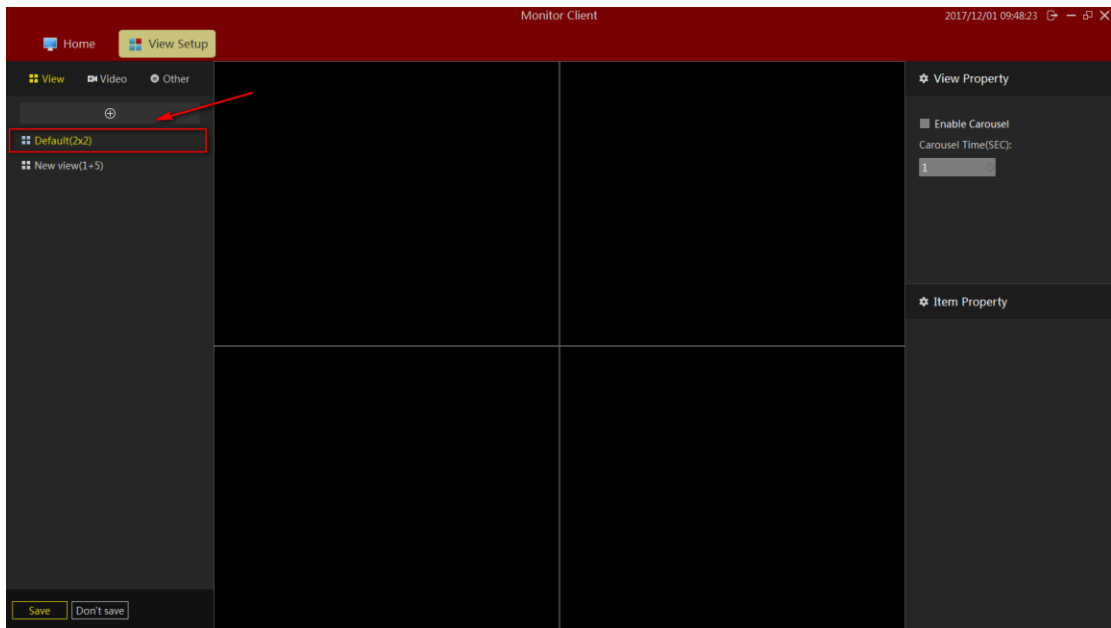 Monitor Client
2017/12/01 09:48:23
Home
View Setup
View
Video
Other
Default(2x2)
New view(1+5)
Save
Don't save
View Property
Enable Carousel
Carousel Time(SEC):
1
Item Property